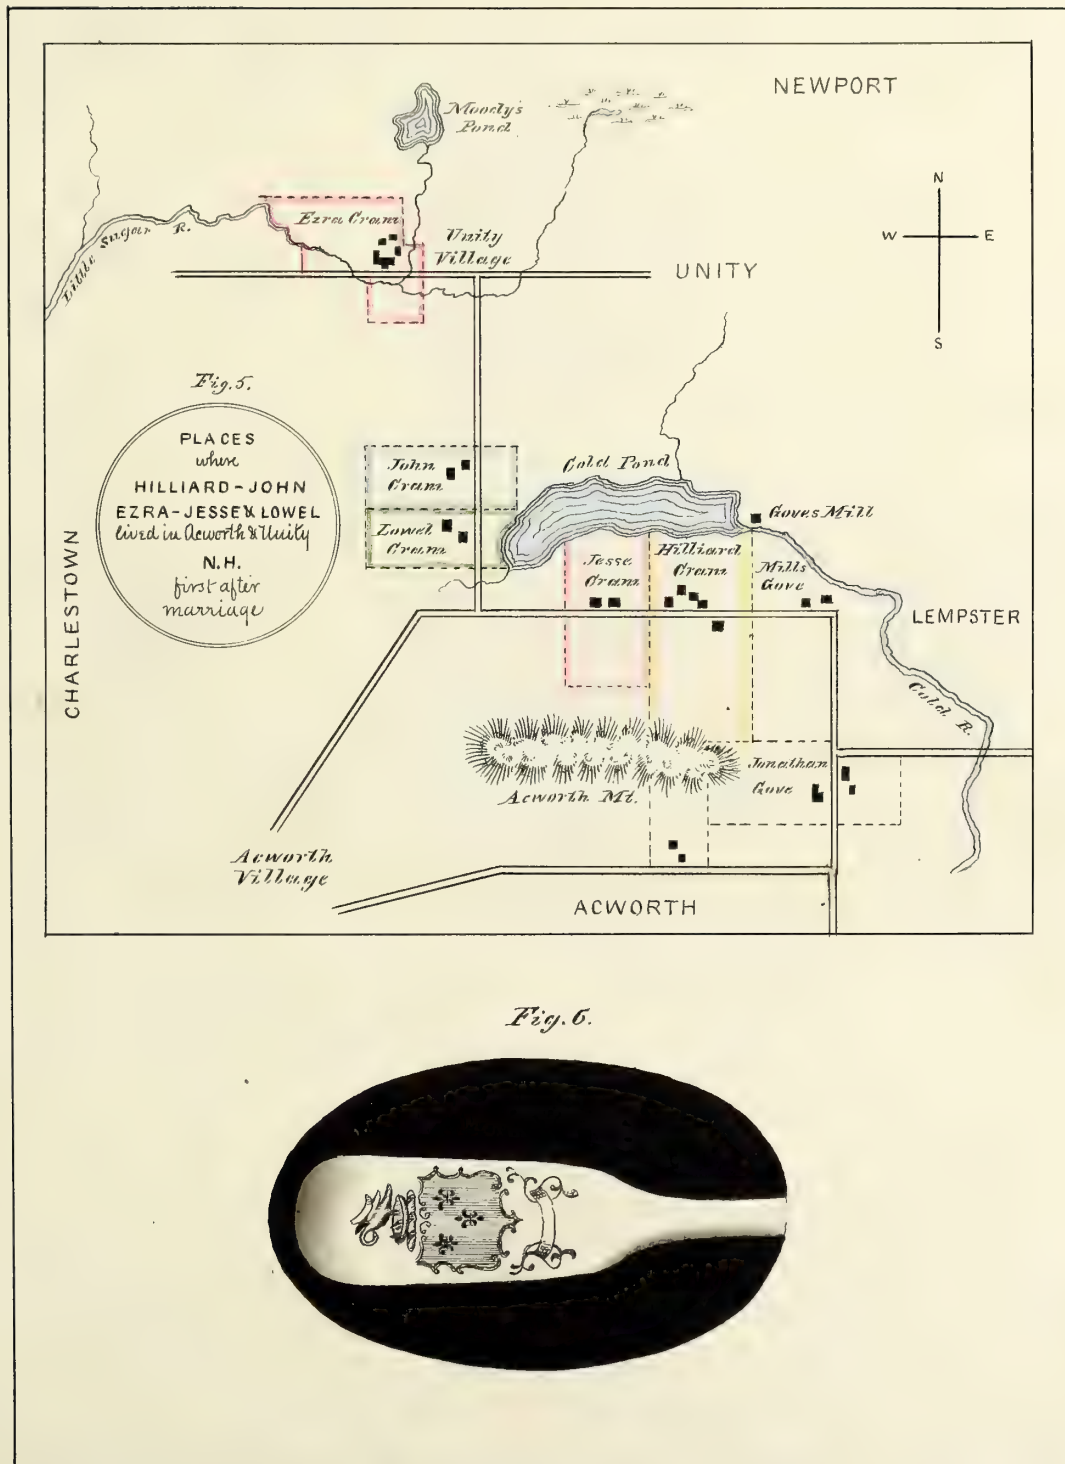 NEWPORT
Moody's
Pond
N
W E
S
Ezra Cram
Unity
Village
Little Sugar R.
UNITY
Fig. 5.
PLACES
where
HILLIARD-JOHN
EZRA-JESSE & LOWEL
lived in Acworth & Unity
N.H.
first after
marriage
John
Cram
Lowel
Cram
Cold Pond
Goves Mill
Jesse
Cram
Hilliard
Cram
Mills
Gove
CHARLESTOWN
LEMPSTER
Cold R.
Jonathan
Gove
Acworth Mt.
Acworth
Village
ACWORTH
Fig. 6.